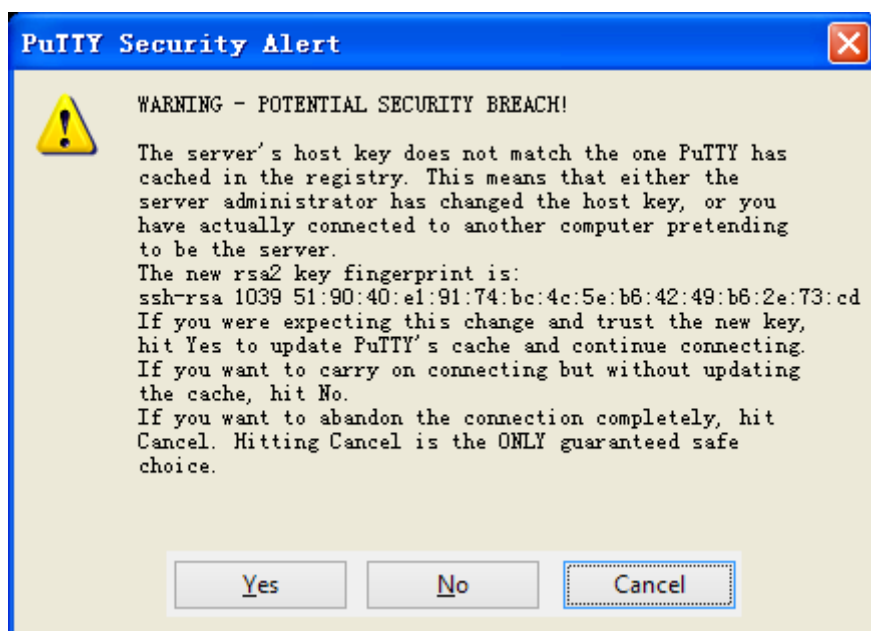 PuTTY Security Alert
WARNING - POTENTIAL SECURITY BREACH!
The server's host key does not match the one PuTTY has
cached in the registry. This means that either the
server administrator has changed the host key, or you
have actually connected to another computer pretending
to be the server.
The new rsa2 key fingerprint is:
ssh-rsa 1039 51:90:40:e1:91:74:bc:4c:5e:b6:42:49:b6:2e:73:cd
If you were expecting this change and trust the new key,
hit Yes to update PuTTY's cache and continue connecting.
If you want to carry on connecting but without updating
the cache, hit No.
If you want to abandon the connection completely, hit
Cancel. Hitting Cancel is the ONLY guaranteed safe
choice.
Yes No Cancel